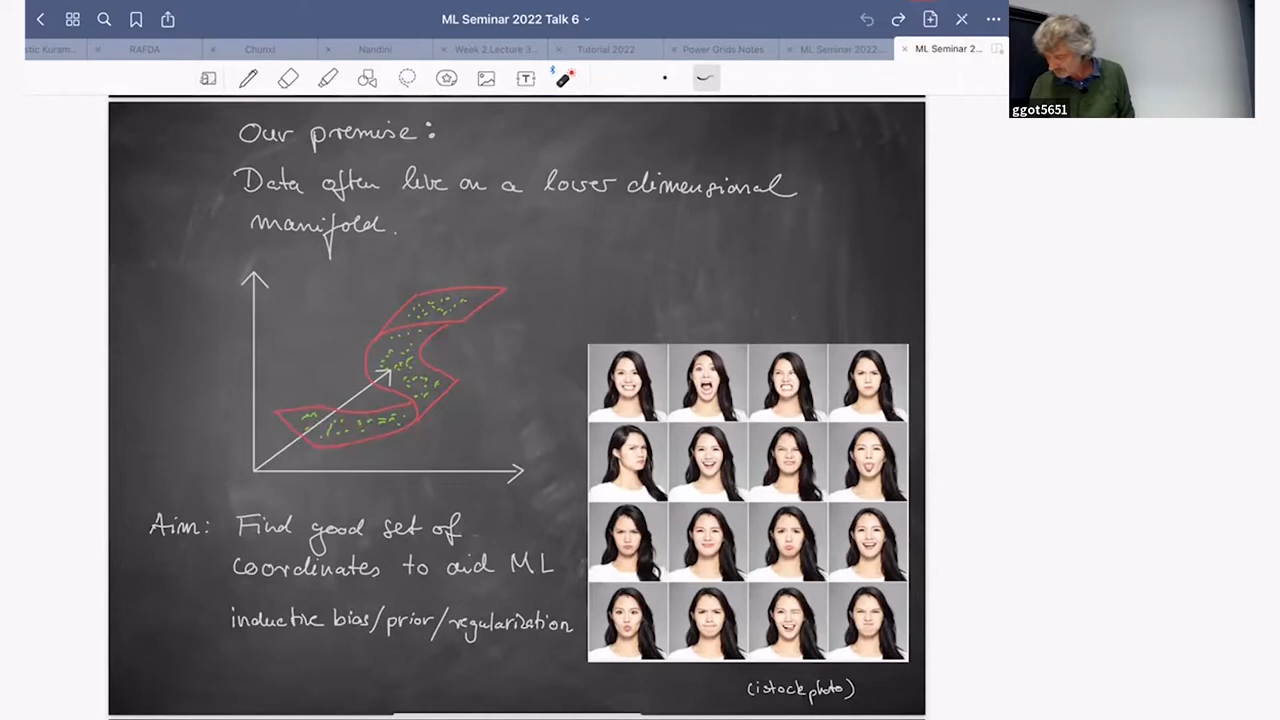 ML Seminar 2022 Talk 6
stic Kuram...
RAFDA
Chunxi
Nandini
Week 2 Lecture 3...
Tutorial 2022
Power Grids Notes
ML Seminar 2022...
ML Seminar 2...
ggot5651
Our premise:
Data often live on a lower dimensional
manifold.
Aim: Find good set of
coordinates to aid ML
inductive bias/prior/regularization
(istockphoto)